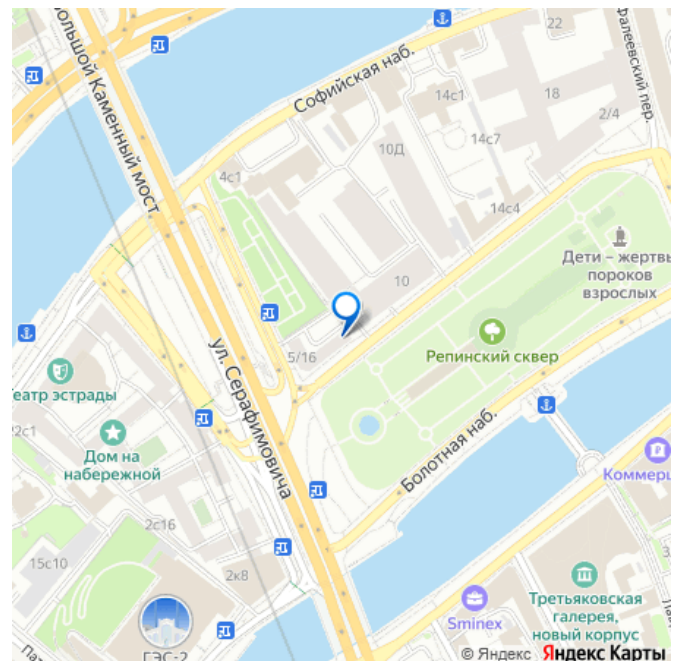 22
Большой Каменный мост
Софийская наб.
Фалеевский пер.
14с1
18
2/4
14с7
10Д
4с1
14с4
Дети – жертвы
пороков
взрослых
10
Репинский сквер
5/16
ул. Серафимовича
Театр эстрады
22с1
Дом на
набережной
Болотная наб.
Коммерц
2с16
15с10
2к8
Третьяковская
галерея,
новый корпус
Sminex
ГЭС-2
© Яндекс Яндекс Карты